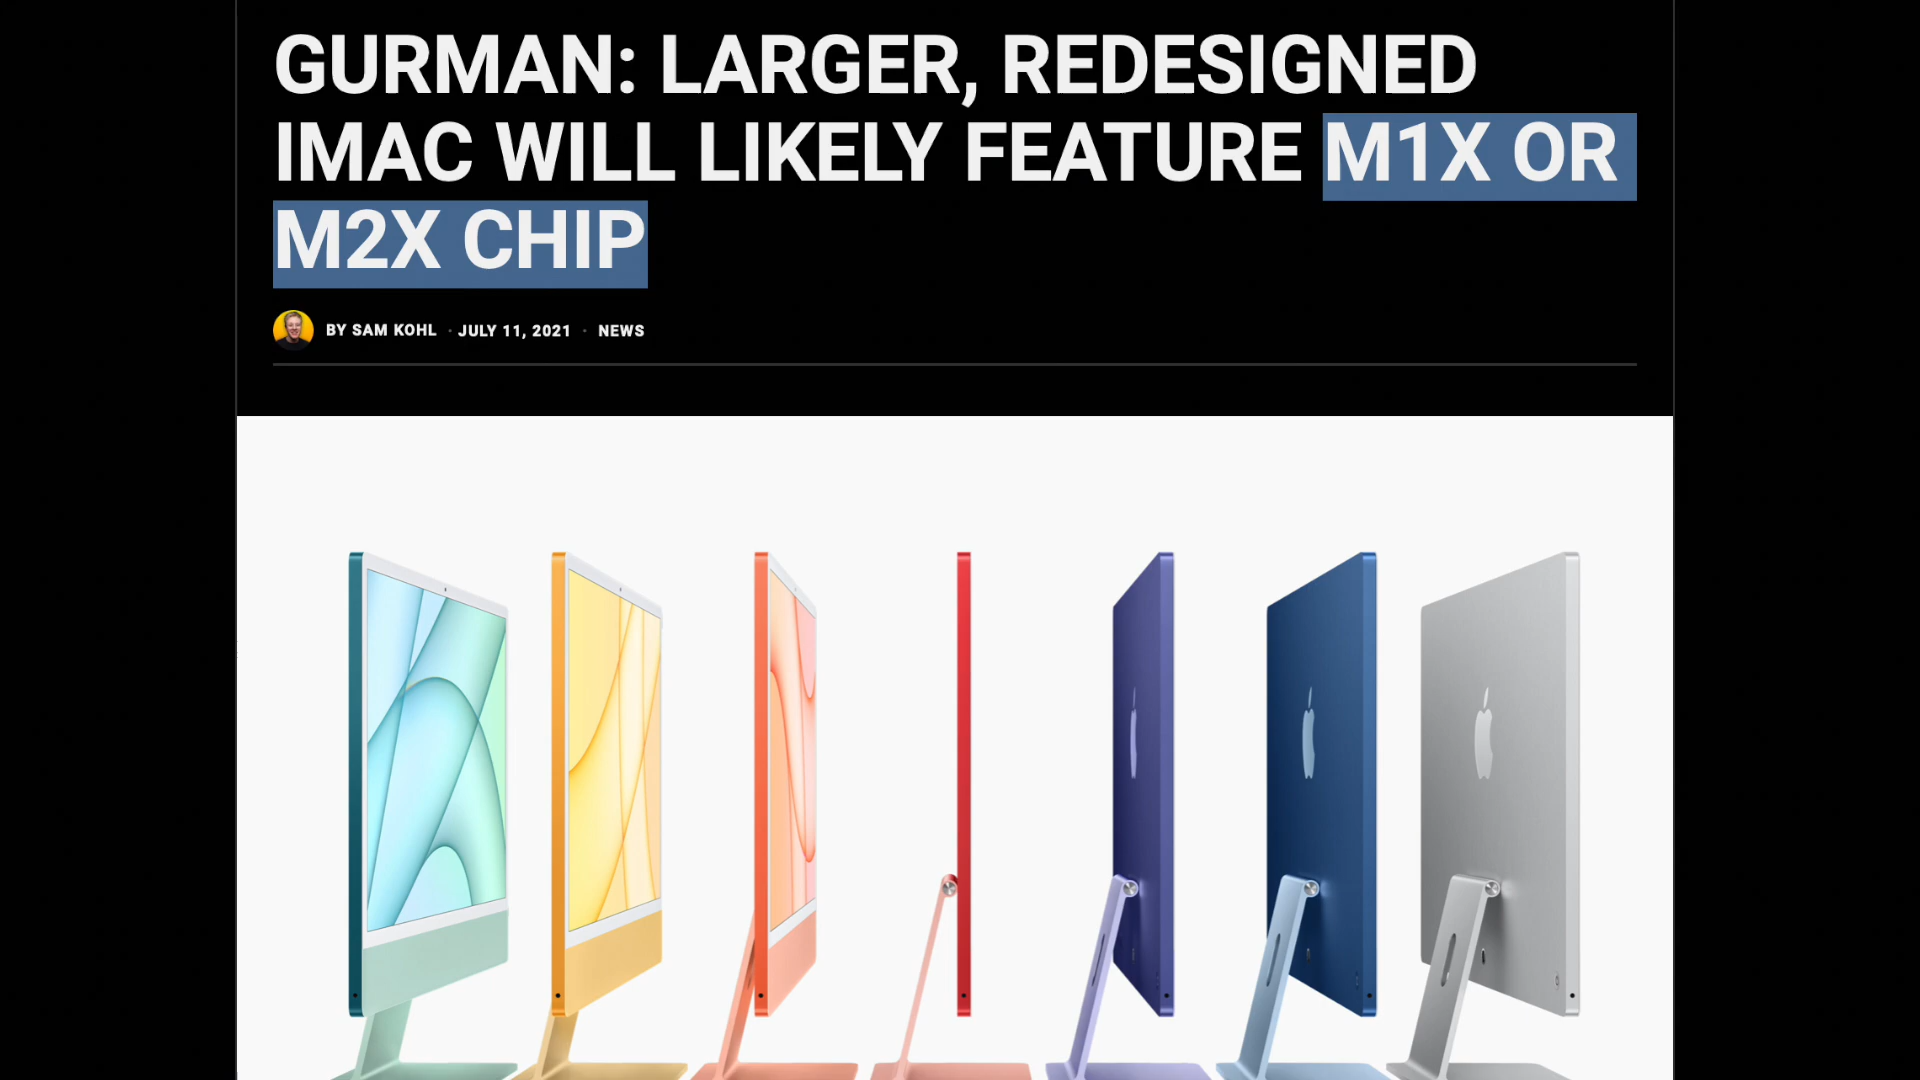 GURMAN: LARGER, REDESIGNED
IMAC WILL LIKELY FEATURE M1X OR
M2X CHIP
BY SAM KOHL · JULY 11, 2021 · NEWS